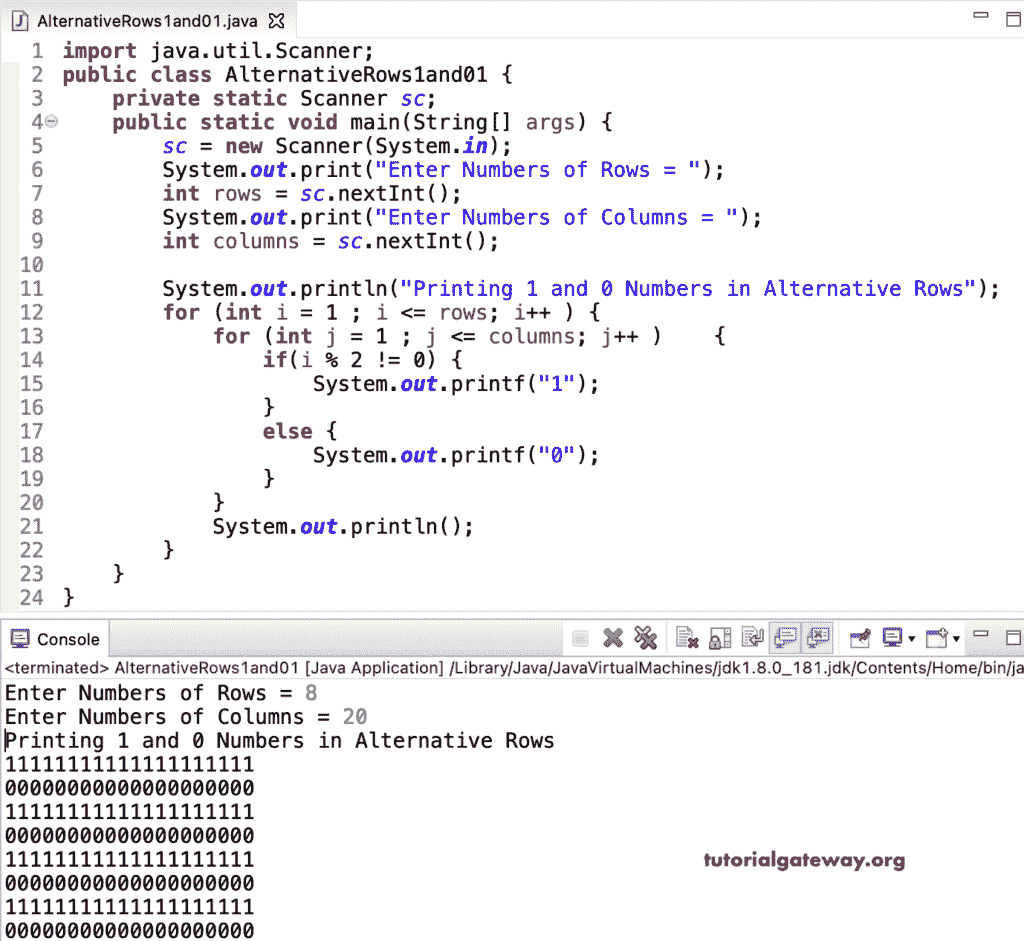 AlternativeRows1and01.java
1 import java.util.Scanner;
2 public class AlternativeRows1and01 {
3     private static Scanner sc;
4     public static void main(String[] args) {
5         sc = new Scanner(System.in);
6         System.out.print("Enter Numbers of Rows = ");
7         int rows = sc.nextInt();
8         System.out.print("Enter Numbers of Columns = ");
9         int columns = sc.nextInt();
10
11         System.out.println("Printing 1 and 0 Numbers in Alternative Rows");
12         for (int i = 1 ; i <= rows; i++ ) {
13             for (int j = 1 ; j <= columns; j++ )    {
14                 if(i % 2 != 0) {
15                     System.out.printf("1");
16                 }
17                 else {
18                     System.out.printf("0");
19                 }
20             }
21             System.out.println();
22         }
23     }
24 }
Console
<terminated> AlternativeRows1and01 [Java Application] /Library/Java/JavaVirtualMachines/jdk1.8.0_181.jdk/Contents/Home/bin/ja
Enter Numbers of Rows = 8
Enter Numbers of Columns = 20
Printing 1 and 0 Numbers in Alternative Rows
11111111111111111111
00000000000000000000
11111111111111111111
00000000000000000000
11111111111111111111
00000000000000000000
11111111111111111111
00000000000000000000
tutorialgateway.org